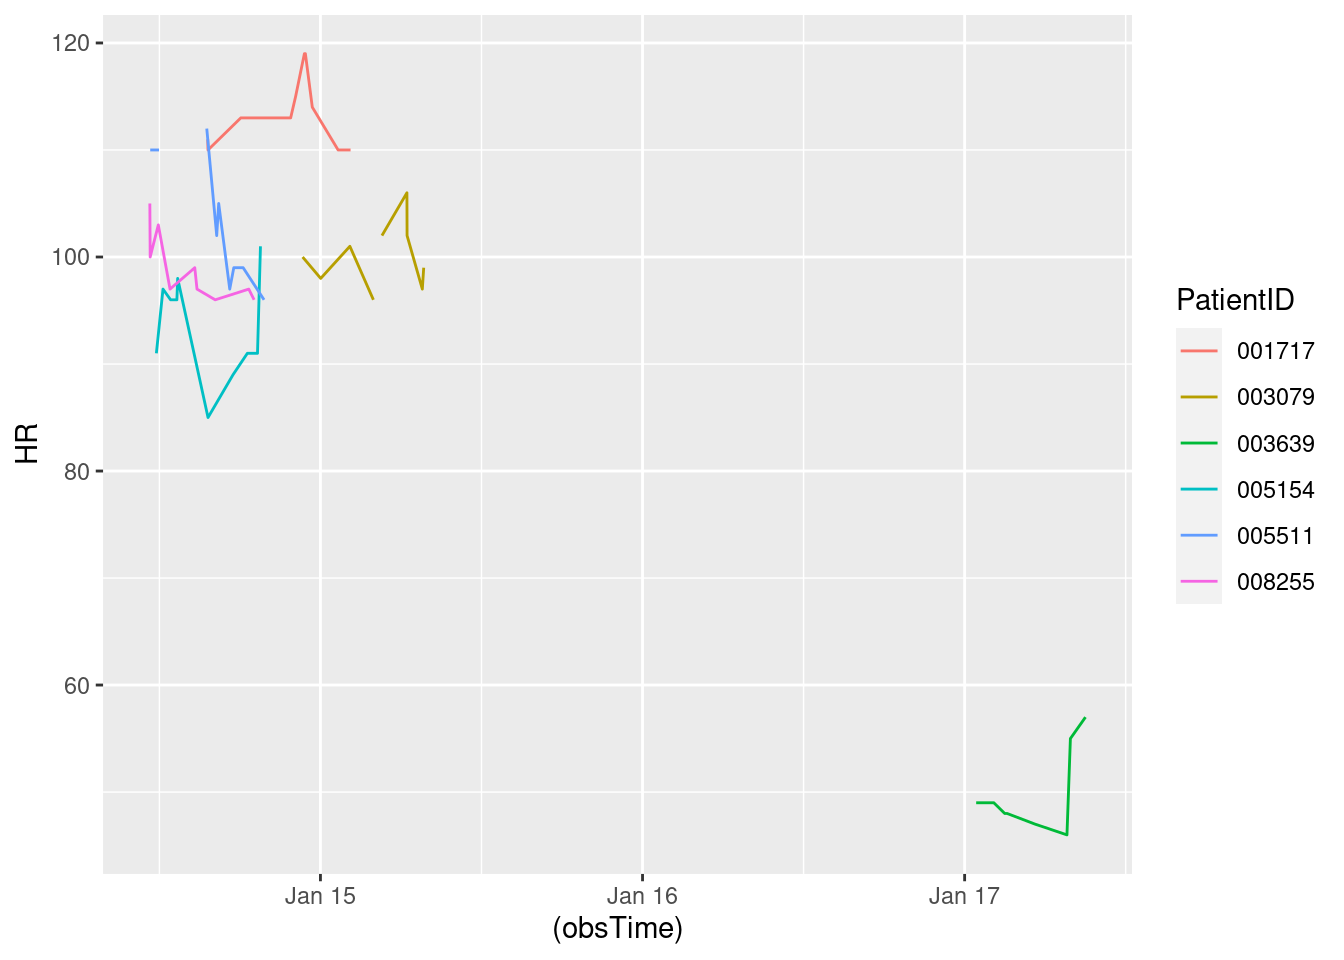 120
100
80
60
HR
Jan 15
Jan 16
Jan 17
(obsTime)
PatientID
001717
003079
003639
005154
005511
008255